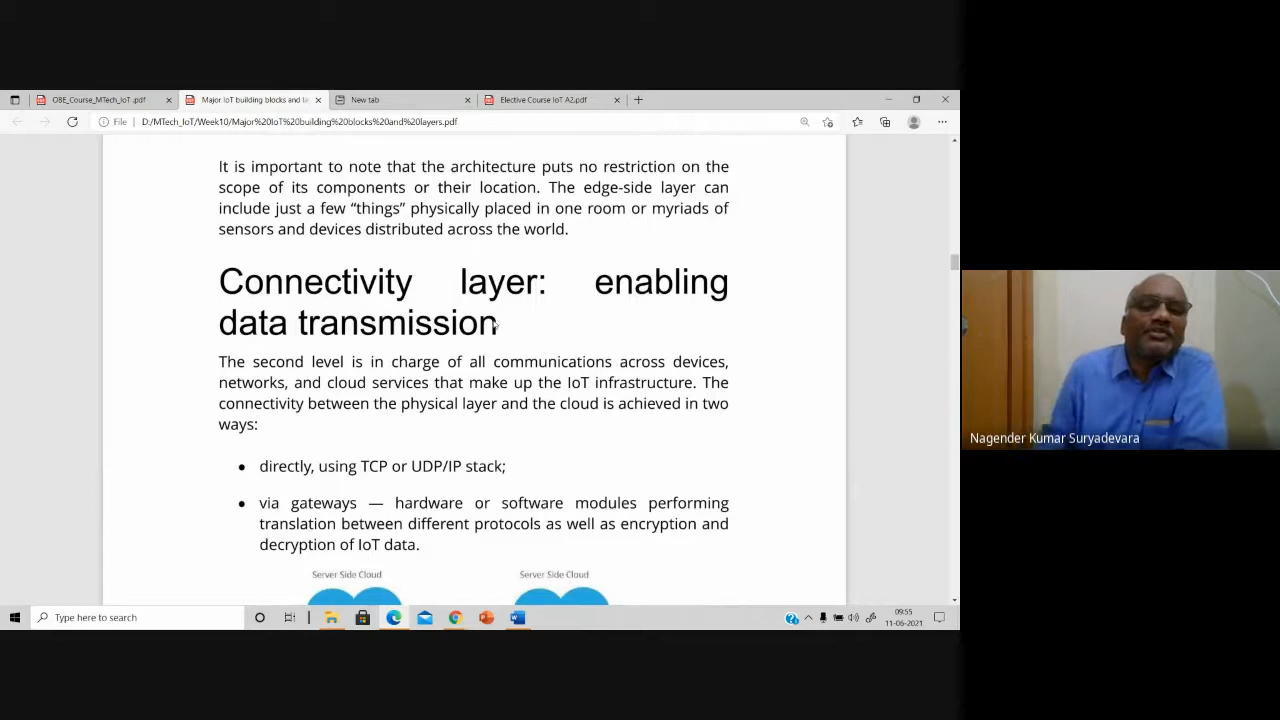 OBE_Course_MTech_IoT .pdf
Major IoT building blocks and la
New tab
Elective Course IoT A2.pdf
File
D:/MTech_IoT/Week10/Major%20IoT%20building%20blocks%20and%20layers.pdf
It is important to note that the architecture puts no restriction on the
scope of its components or their location. The edge-side layer can
include just a few “things” physically placed in one room or myriads of
sensors and devices distributed across the world.
Connectivity layer: enabling
data transmission
The second level is in charge of all communications across devices,
networks, and cloud services that make up the IoT infrastructure. The
connectivity between the physical layer and the cloud is achieved in two
ways:
• directly, using TCP or UDP/IP stack;
• via gateways — hardware or software modules performing
translation between different protocols as well as encryption and
decryption of IoT data.
Server Side Cloud
Server Side Cloud
Nagender Kumar Suryadevara
Type here to search
09:55
11-06-2021